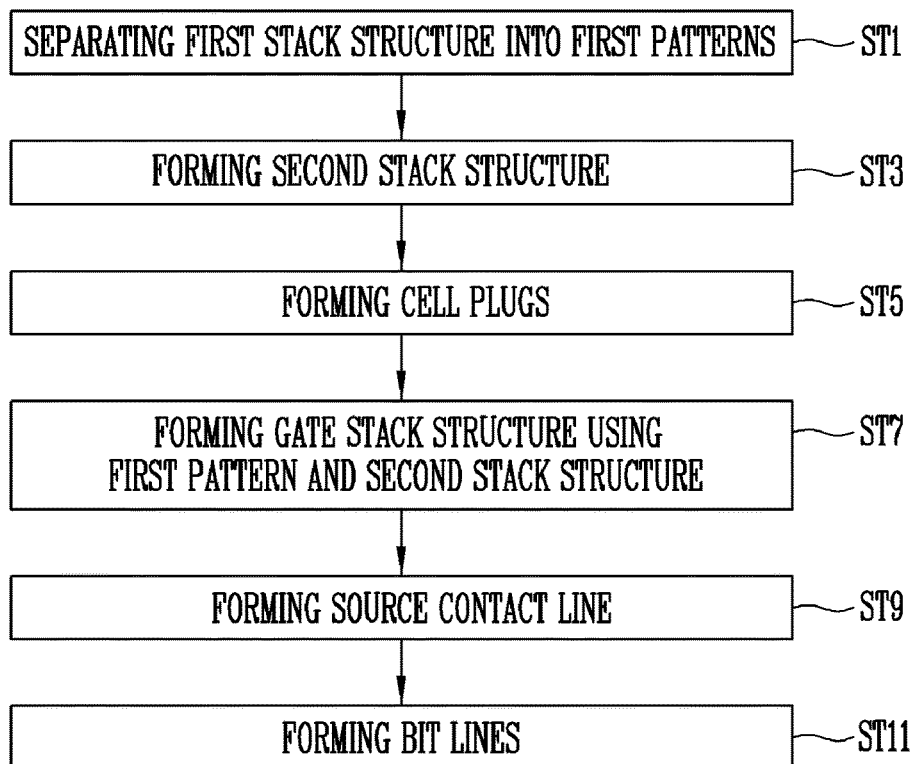 SEPARATING FIRST STACK STRUCTURE INTO FIRST PATTERNS
ST1
FORMING SECOND STACK STRUCTURE
ST3
FORMING CELL PLUGS
ST5
FORMING GATE STACK STRUCTURE USING
FIRST PATTERN AND SECOND STACK STRUCTURE
ST7
FORMING SOURCE CONTACT LINE
ST9
FORMING BIT LINES
ST11